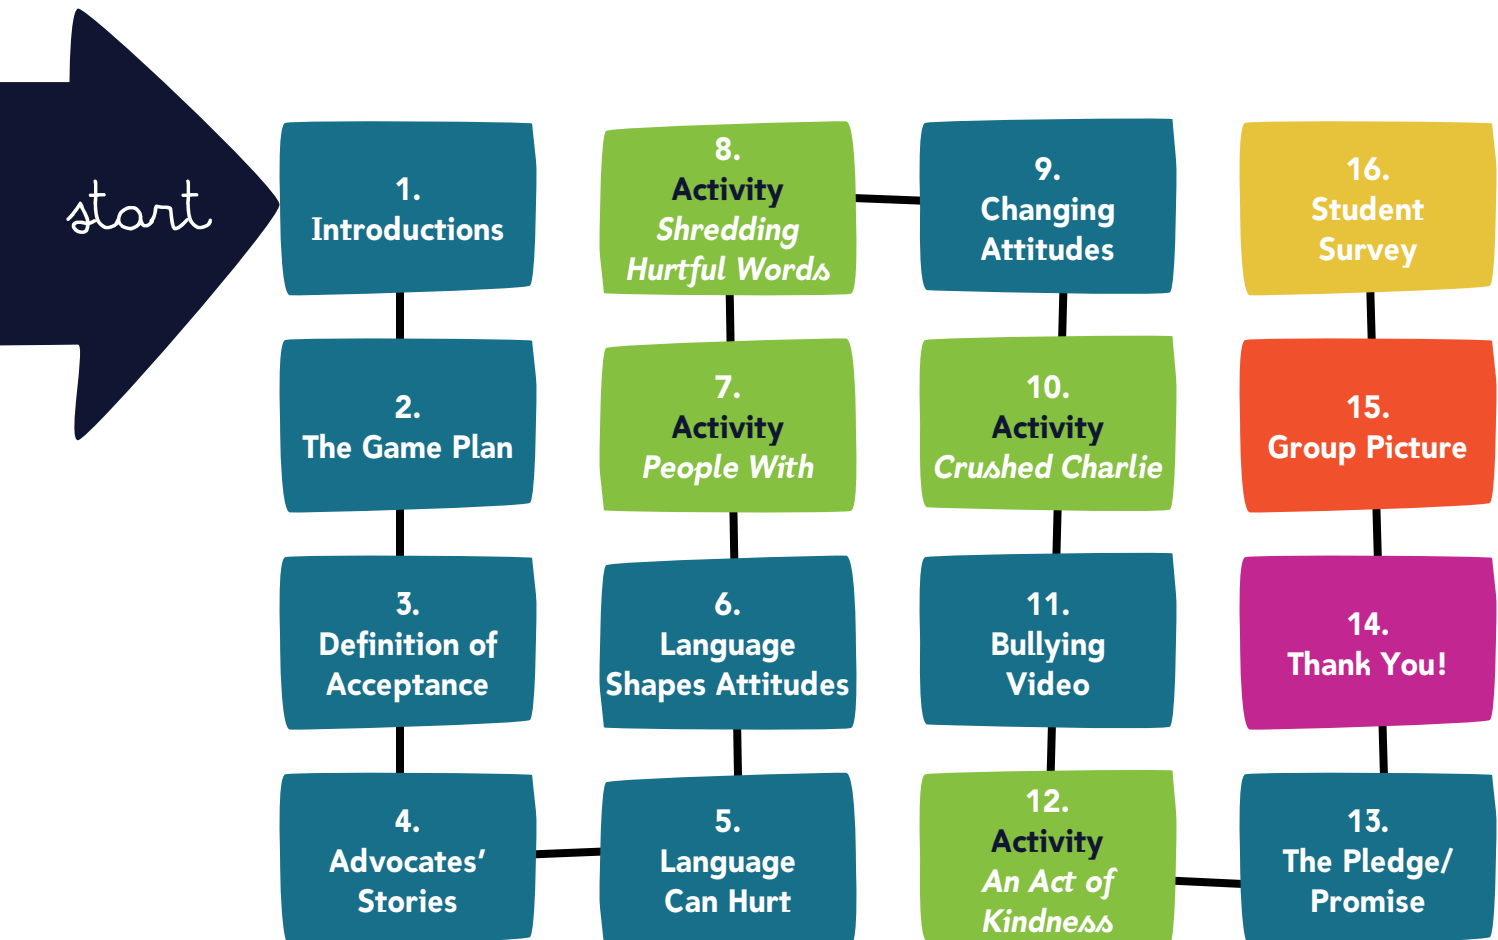 start
1.
Introductions
2.
The Game Plan
3.
Definition of
Acceptance
4.
Advocates'
Stories
5.
Language
Can Hurt
6.
Language
Shapes Attitudes
7.
Activity
People With
8.
Activity
Shredding
Hurtful Words
9.
Changing
Attitudes
10.
Activity
Crushed Charlie
11.
Bullying
Video
12.
Activity
An Act of
Kindness
13.
The Pledge/
Promise
14.
Thank You!
15.
Group Picture
16.
Student
Survey